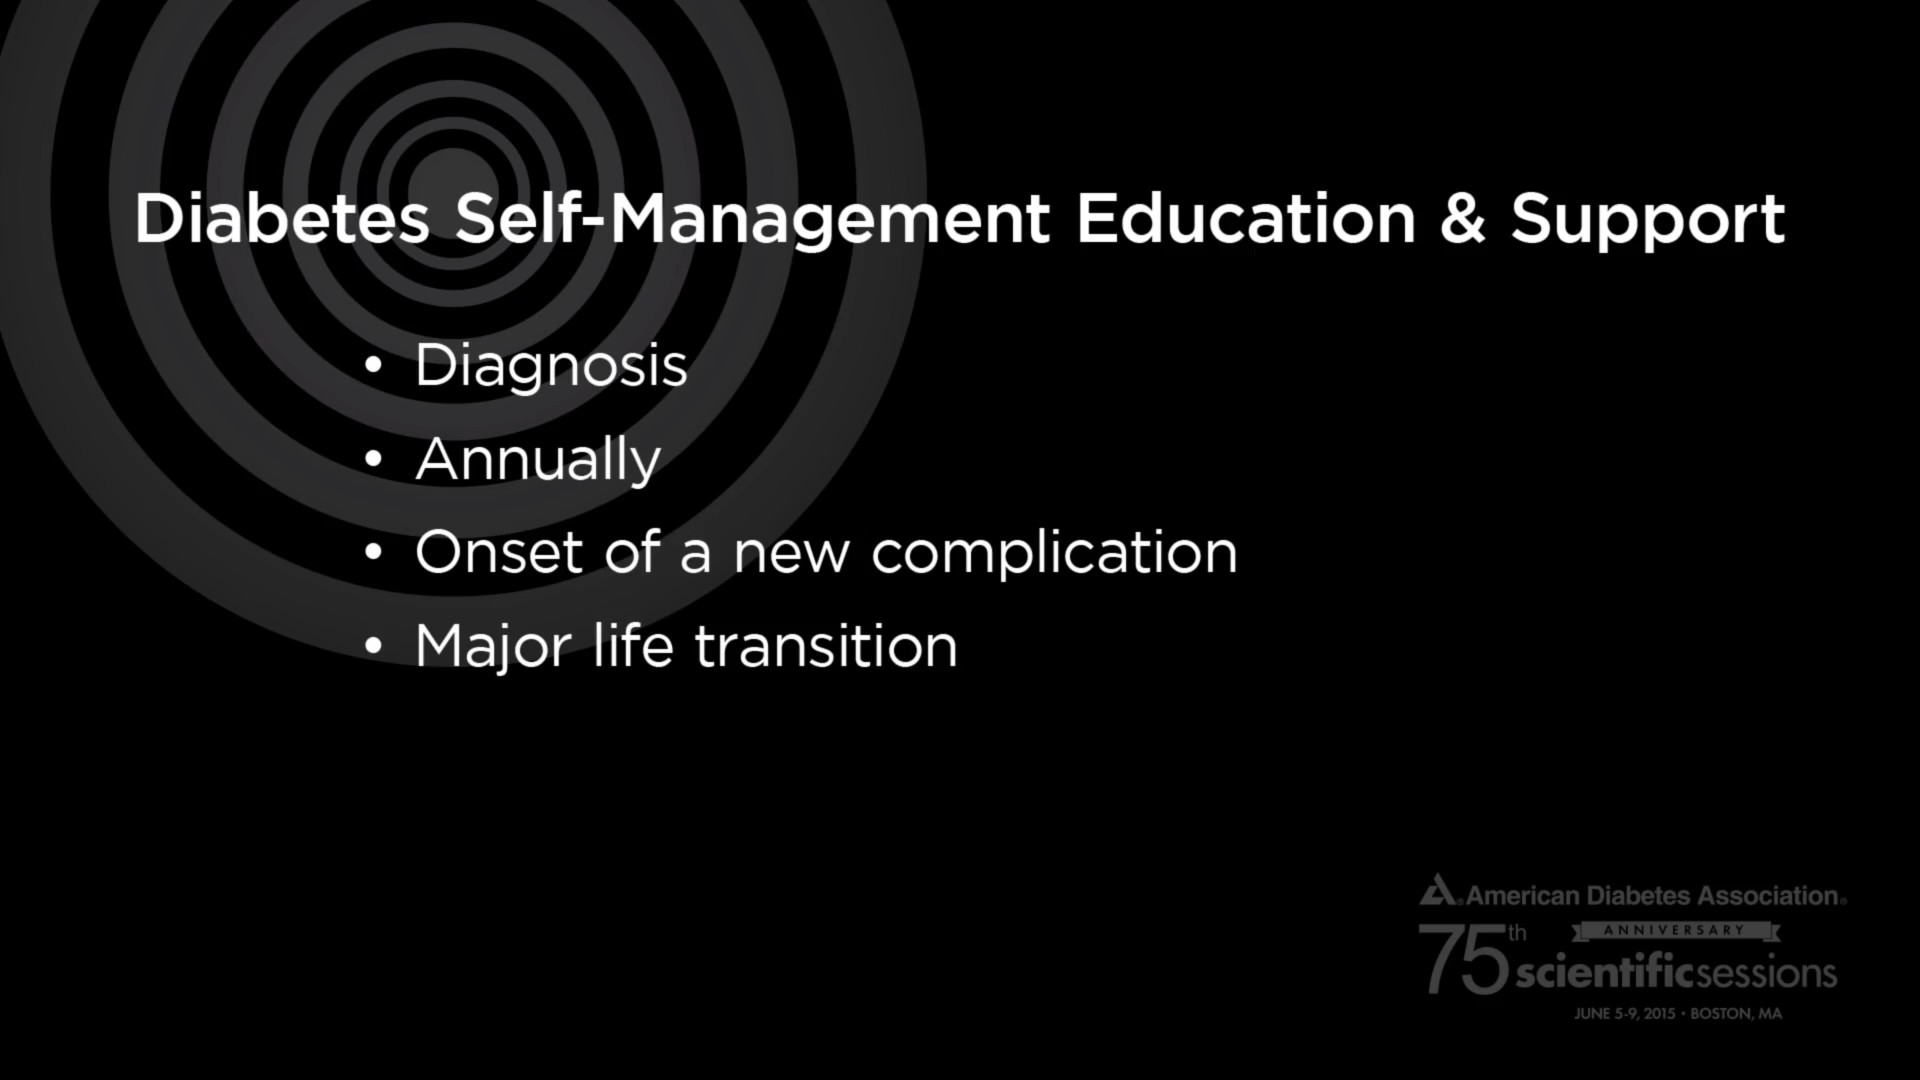 Diabetes Self-Management Education & Support
• Diagnosis
• Annually
• Onset of a new complication
• Major life transition
American Diabetes Association®
75th ANNIVERSARY
scientificsessions
JUNE 5-9, 2015 • BOSTON, MA